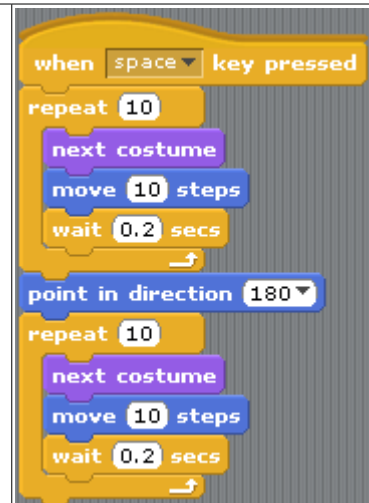 when space key pressed
repeat 10
next costume
move 10 steps
wait 0.2 secs
point in direction 180
repeat 10
next costume
move 10 steps
wait 0.2 secs